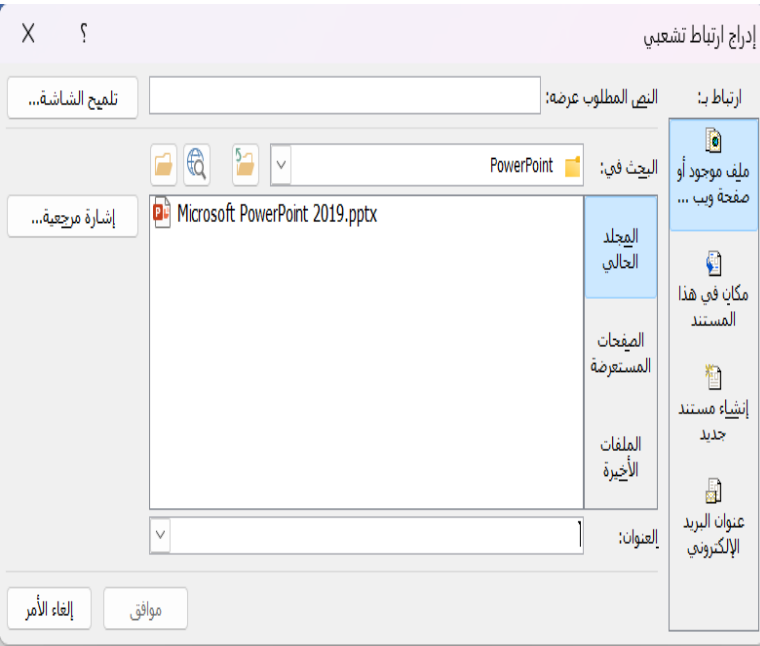 إدراج ارتباط تشعبي
؟
X
ارتباط بـ:
النص المطلوب عرضه:
تلميح الشاشة...
ملف موجود أو
صفحة ويب ...
مكان في هذا
المستند
إنشاء مستند
جديد
عنوان البريد
الإلكتروني
البحث في:
PowerPoint
المجلد
الحالي
الصفحات
المستعرضة
الملفات
الأخيرة
Microsoft PowerPoint 2019.pptx
إشارة مرجعية...
العنوان:
موافق
إلغاء الأمر